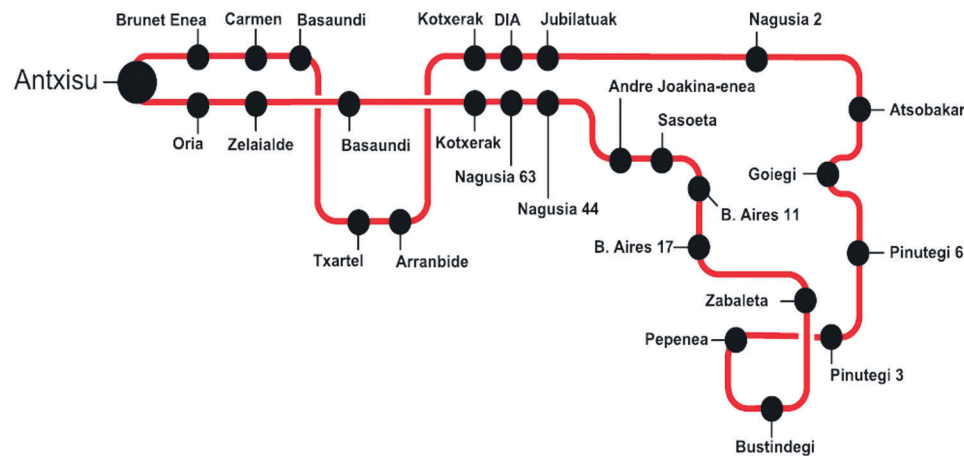 Brunet Enea
Carmen
Basaundi
Kotxerak
DIA
Jubilatuak
Nagusia 2
Antxisu
Andre Joakina-enea
Atsobakar
Sasoeta
Oria
Zelaialde
Basaundi
Kotxerak
Nagusia 63
Goiegi
Nagusia 44
B. Aires 11
B. Aires 17
Pinutegi 6
Txartel
Arranbide
Zabaleta
Pepenea
Pinutegi 3
Bustindegi